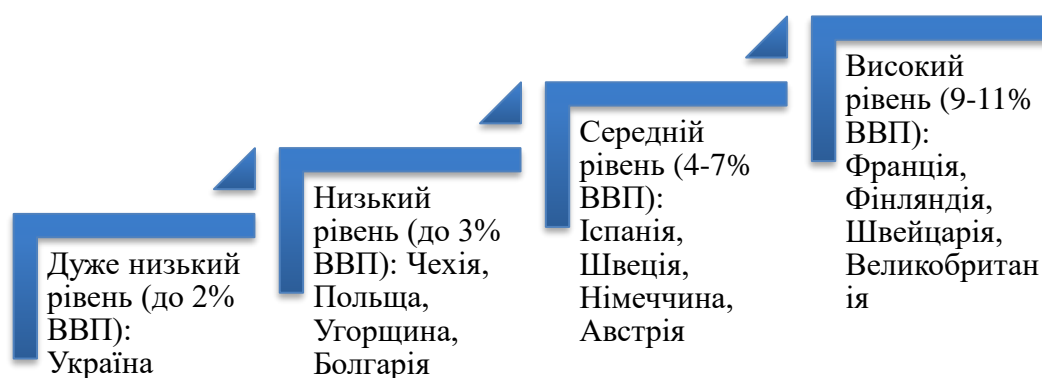 Дуже низький
рівень (до 2%
ВВП):
Україна
Низький
рівень (до 3%
ВВП): Чехія,
Польща,
Угорщина,
Болгарія
Середній
рівень (4-7%
ВВП):
Іспанія,
Швеція,
Німеччина,
Австрія
Високий
рівень (9-11%
ВВП):
Франція,
Фінляндія,
Швейцарія,
Великобритан
ія